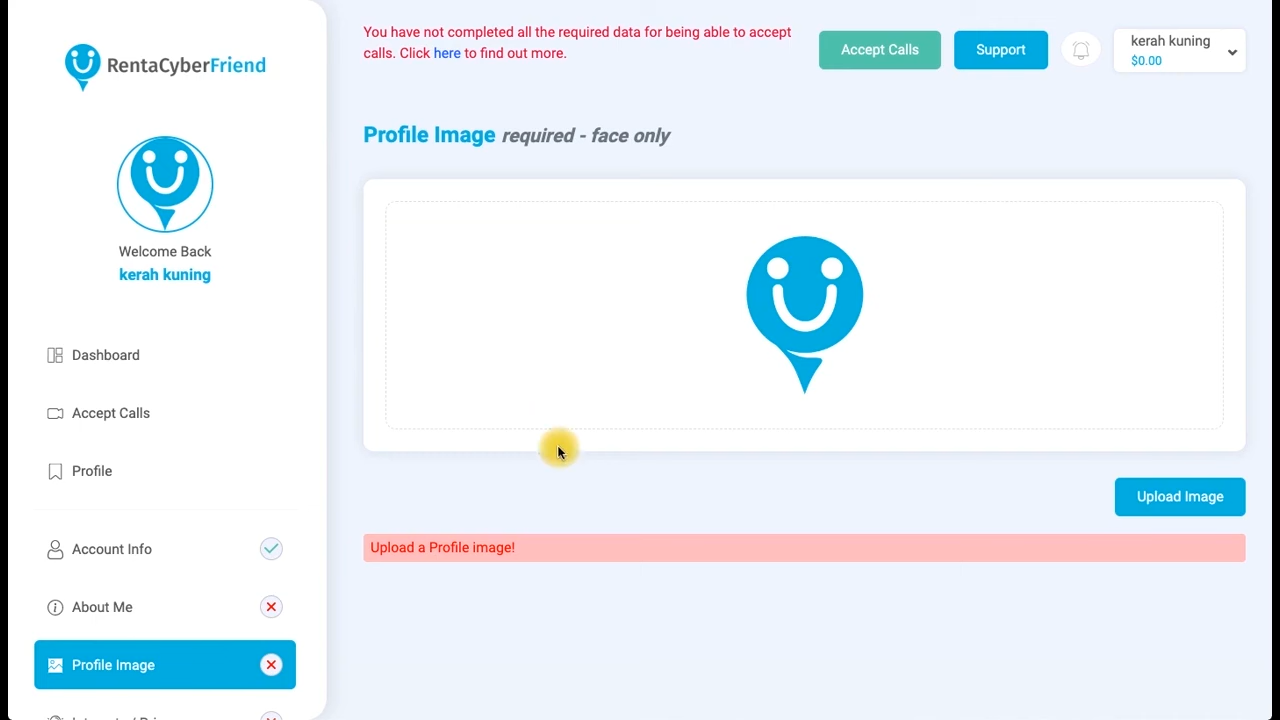 You have not completed all the required data for being able to accept
calls. Click here to find out more.
Accept Calls
Support
kerah kuning
$0.00
RentaCyberFriend
Welcome Back
kerah kuning
Dashboard
Accept Calls
Profile
Account Info
About Me
Profile Image
Profile Image required - face only
Upload Image
Upload a Profile image!